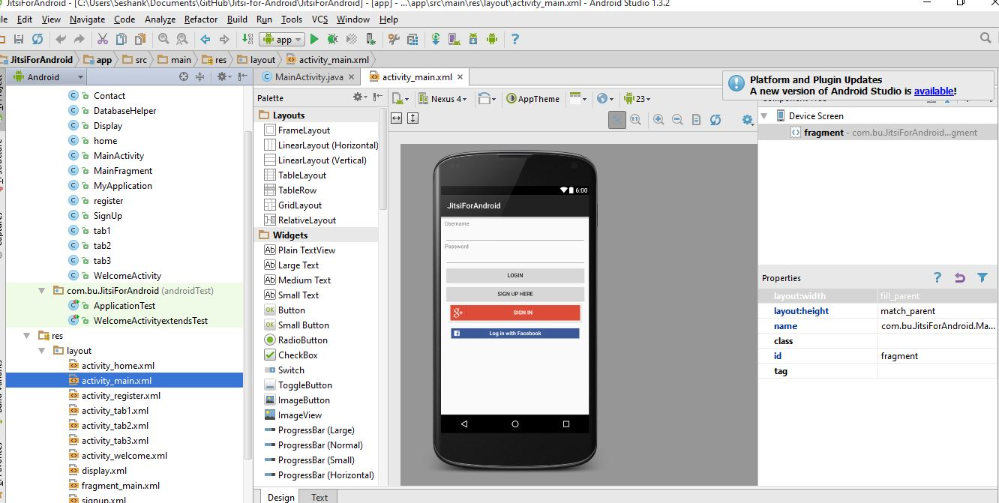 JitsiForAndroid - [C:\Users\Seshank\Documents\GitHub\Jitsi-for-Android\JitsiForAndroid] - [app] - ...\app\src\main\res\layout\activity_main.xml - Android Studio 1.3.2
Edit View Navigate Code Analyze Refactor Build Run Tools VCS Window Help
app
JitsiForAndroid app src main res layout activity_main.xml
Android
MainActivity.java
activity_main.xml
Platform and Plugin Updates
A new version of Android Studio is available!
Contact
DatabaseHelper
Display
home
MainActivity
MainFragment
MyApplication
register
SignUp
tab1
tab2
tab3
WelcomeActivity
com.bu.JitsiForAndroid (androidTest)
ApplicationTest
WelcomeActivityextendsTest
res
layout
activity_home.xml
activity_main.xml
activity_register.xml
activity_tab1.xml
activity_tab2.xml
activity_tab3.xml
activity_welcome.xml
display.xml
fragment_main.xml
signup.xml
Palette
Layouts
FrameLayout
LinearLayout (Horizontal)
LinearLayout (Vertical)
TableLayout
TableRow
GridLayout
RelativeLayout
Widgets
Ab Plain TextView
Ab Large Text
Ab Medium Text
Ab Small Text
OK Button
OK Small Button
RadioButton
CheckBox
Switch
ToggleButton
ImageButton
ImageView
ProgressBar (Large)
ProgressBar (Normal)
ProgressBar (Small)
ProgressBar (Horizontal)
Nexus 4
AppTheme
23
6:00
JitsiForAndroid
Username
Password
LOGIN
SIGN UP HERE
SIGN IN
Log in with Facebook
Device Screen
fragment - com.bu.JitsiForAndroid...gment
Properties
layout:width fill_parent
layout:height match_parent
name com.bu.JitsiForAndroid.Ma...
class
id fragment
tag
Design Text